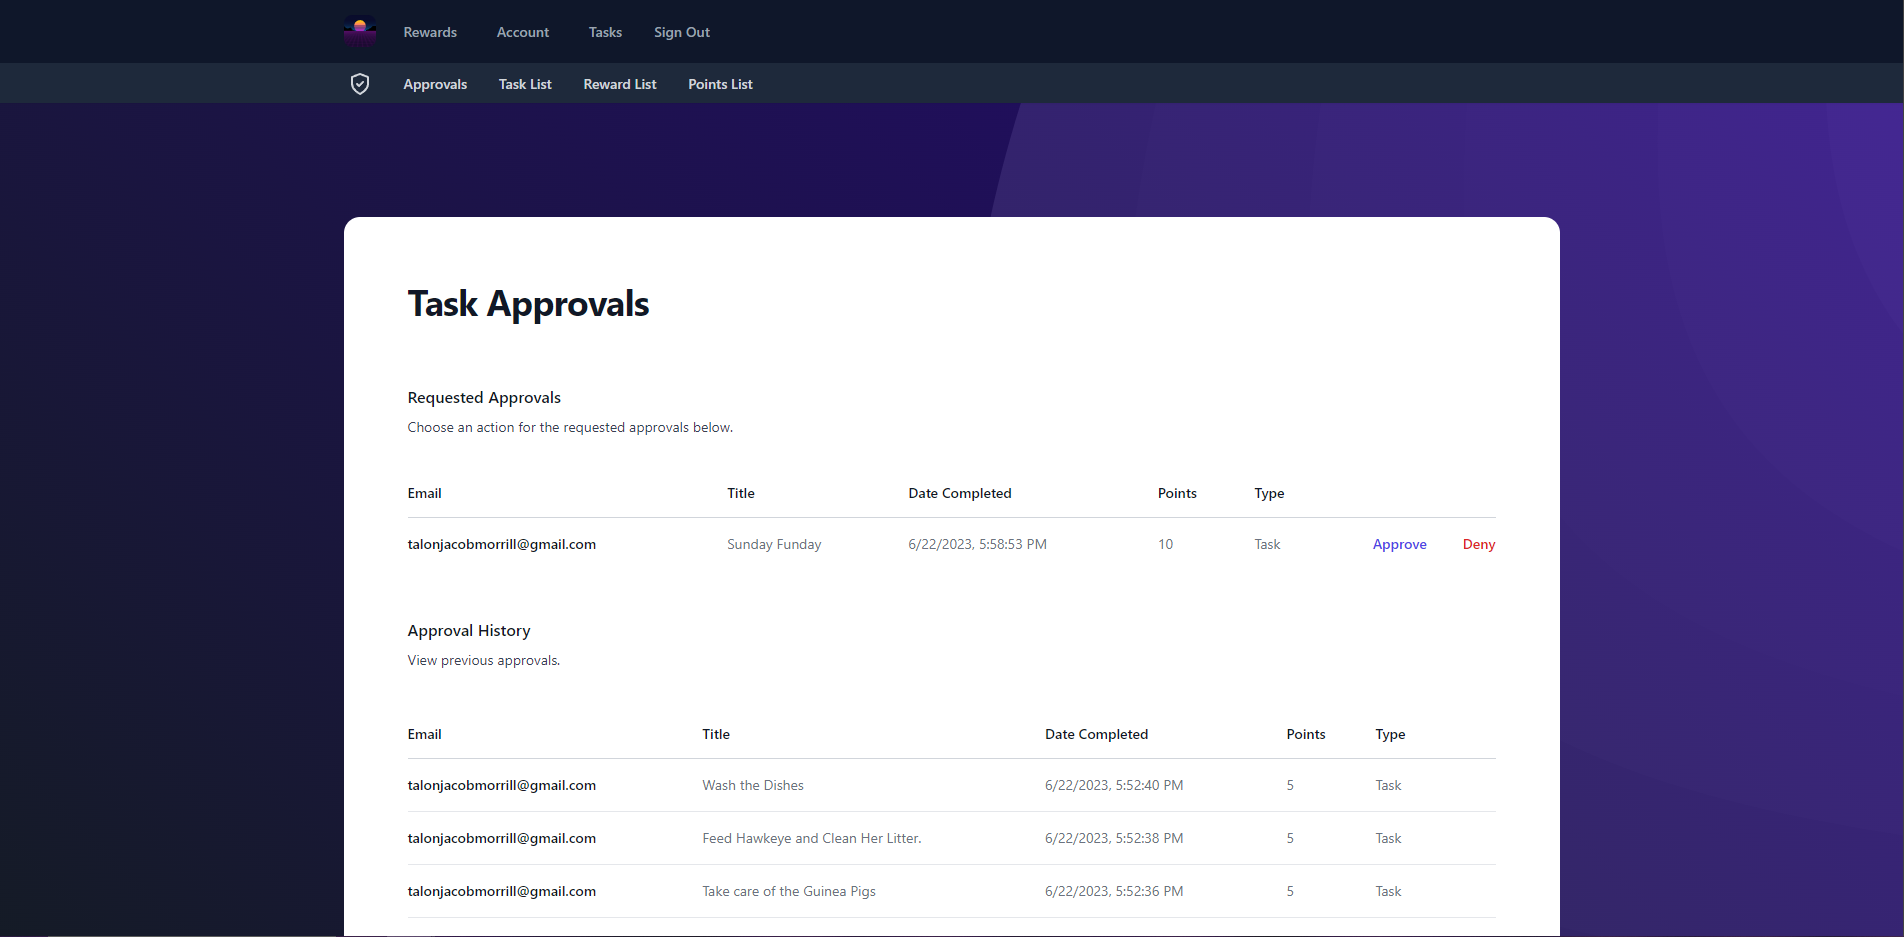 Rewards Account Tasks Sign Out
Approvals Task List Reward List Points List
Task Approvals
Requested Approvals
Choose an action for the requested approvals below.
Email Title Date Completed Points Type
talonjacobmorrill@gmail.com Sunday Funday 6/22/2023, 5:58:53 PM 10 Task Approve Deny
Approval History
View previous approvals.
Email Title Date Completed Points Type
talonjacobmorrill@gmail.com Wash the Dishes 6/22/2023, 5:52:40 PM 5 Task
talonjacobmorrill@gmail.com Feed Hawkeye and Clean Her Litter. 6/22/2023, 5:52:38 PM 5 Task
talonjacobmorrill@gmail.com Take care of the Guinea Pigs 6/22/2023, 5:52:36 PM 5 Task